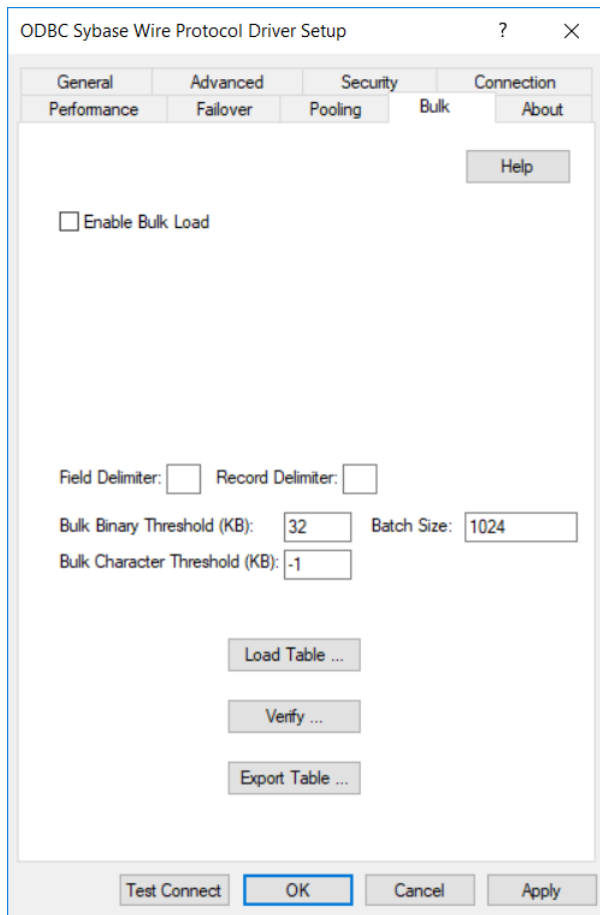 ODBC Sybase Wire Protocol Driver Setup ?
General Advanced Security Connection
Performance Failover Pooling Bulk About
Help
Enable Bulk Load
Field Delimiter: Record Delimiter:
Bulk Binary Threshold (KB): 32 Batch Size: 1024
Bulk Character Threshold (KB): -1
Load Table ...
Verify ...
Export Table ...
Test Connect OK Cancel Apply